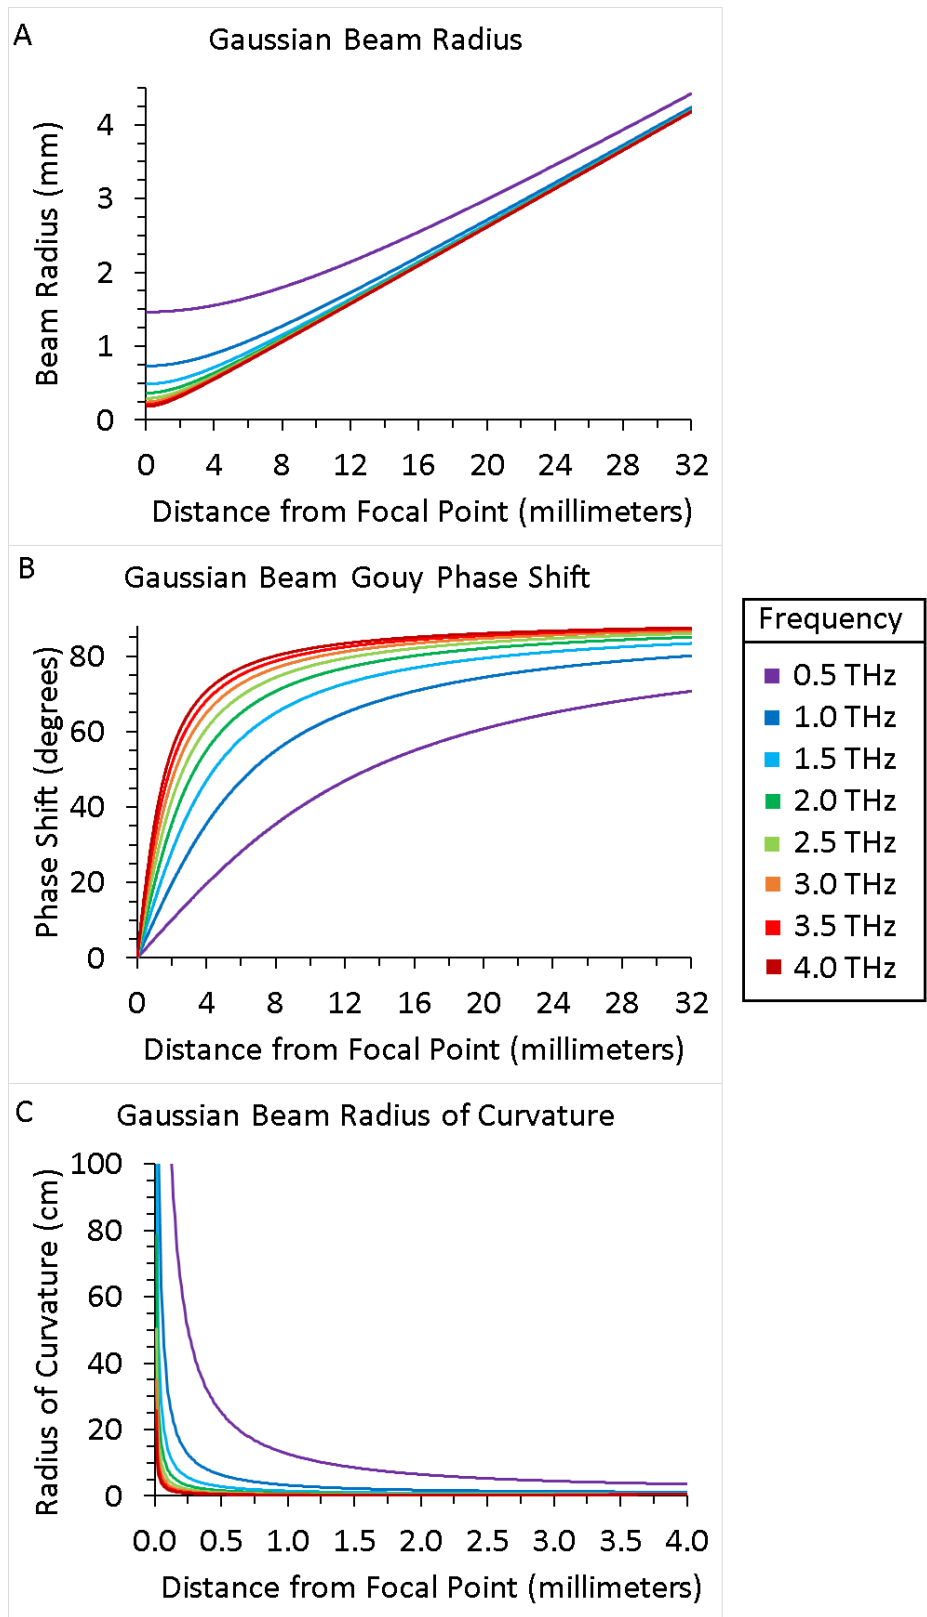 A
Gaussian Beam Radius
Beam Radius (mm)
4
3
2
1
0
0 4 8 12 16 20 24 28 32
Distance from Focal Point (millimeters)
B
Gaussian Beam Gouy Phase Shift
Phase Shift (degrees)
80
60
40
20
0
0 4 8 12 16 20 24 28 32
Distance from Focal Point (millimeters)
Frequency
0.5 THz
1.0 THz
1.5 THz
2.0 THz
2.5 THz
3.0 THz
3.5 THz
4.0 THz
C
Gaussian Beam Radius of Curvature
Radius of Curvature (cm)
100
80
60
40
20
0
0.0 0.5 1.0 1.5 2.0 2.5 3.0 3.5 4.0
Distance from Focal Point (millimeters)